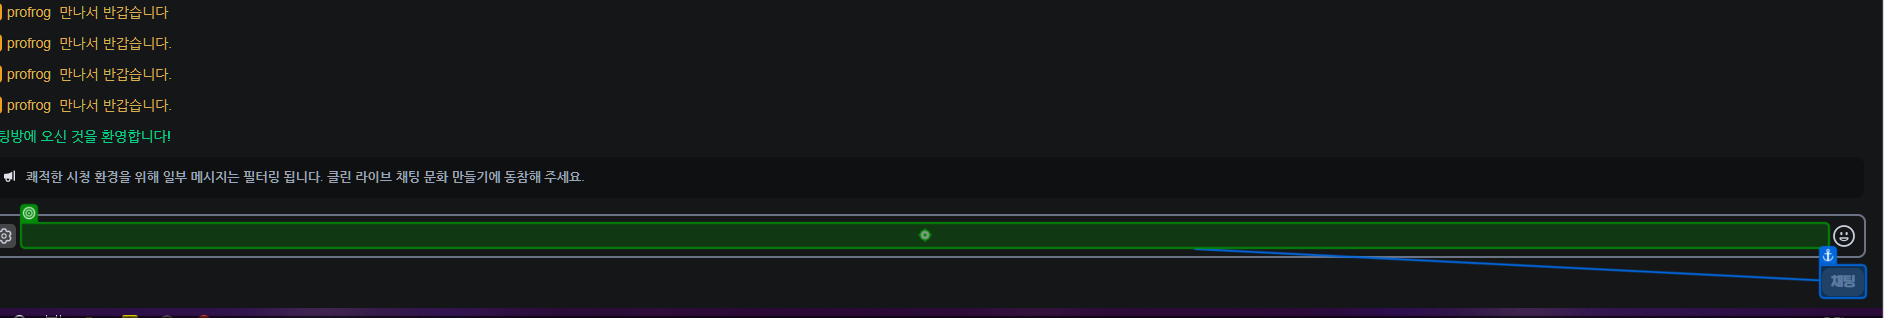 profrog 만나서 반갑습니다
profrog 만나서 반갑습니다.
profrog 만나서 반갑습니다.
profrog 만나서 반갑습니다.
팅방에 오신 것을 환영합니다!
쾌적한 시청 환경을 위해 일부 메시지는 필터링 됩니다. 클린 라이브 채팅 문화 만들기에 동참해 주세요.
채팅